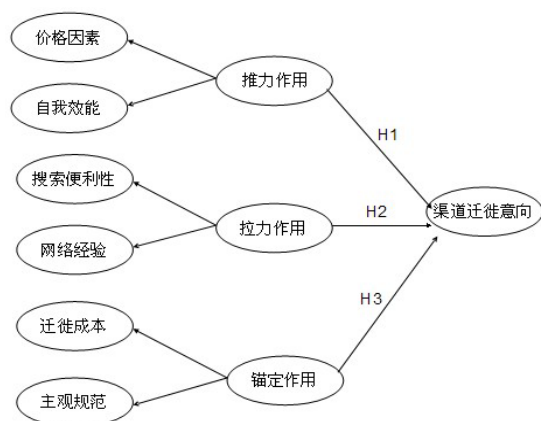 价格因素
推力作用
自我效能
H1
搜索便利性
渠道迁徙意向
H2
拉力作用
网络经验
H3
迁徙成本
锚定作用
主观规范